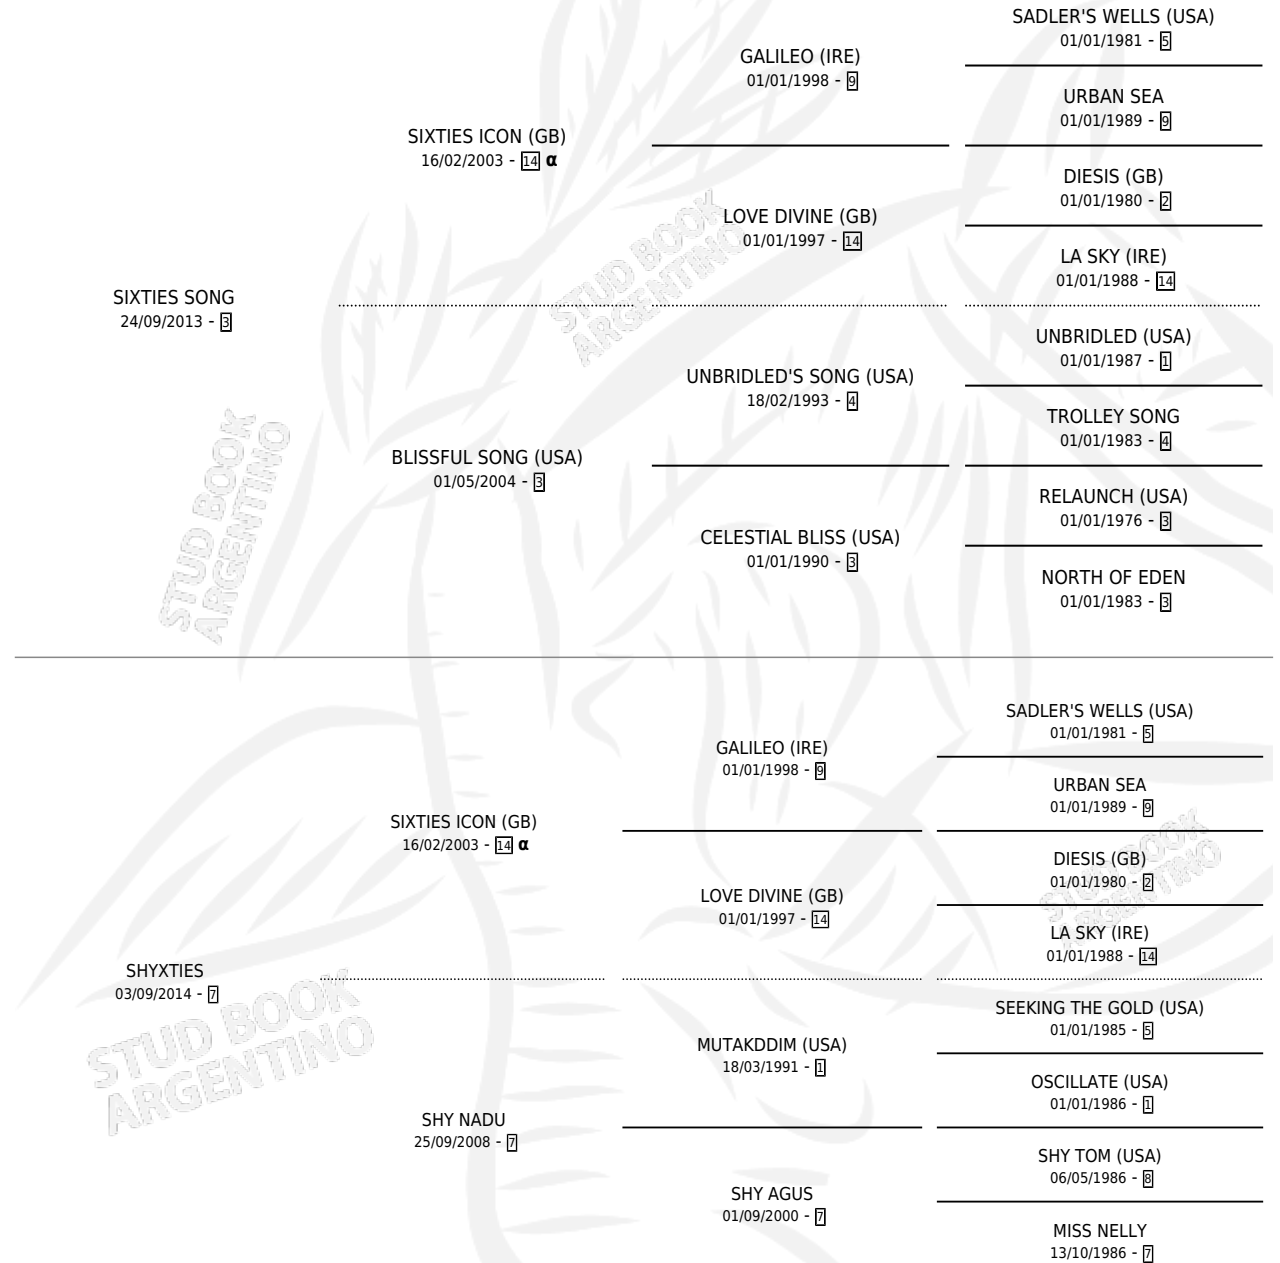 SADLER'S WELLS (USA)
01/01/1981 - 5
GALILEO (IRE)
01/01/1998 - 9
URBAN SEA
01/01/1989 - 9
SIXTIES ICON (GB)
16/02/2003 - 14 α
DIESIS (GB)
01/01/1980 - 2
LOVE DIVINE (GB)
01/01/1997 - 14
LA SKY (IRE)
01/01/1988 - 14
STUD BOOK
ARGENTINO
SIXTIES SONG
24/09/2013 - 3
UNBRIDLED (USA)
01/01/1987 - 1
UNBRIDLED'S SONG (USA)
18/02/1993 - 4
TROLLEY SONG
01/01/1983 - 4
BLISSFUL SONG (USA)
01/05/2004 - 3
RELAUNCH (USA)
01/01/1976 - 3
CELESTIAL BLISS (USA)
01/01/1990 - 3
NORTH OF EDEN
01/01/1983 - 3
STUD BOOK
ARGENTINO
SADLER'S WELLS (USA)
01/01/1981 - 5
GALILEO (IRE)
01/01/1998 - 9
URBAN SEA
01/01/1989 - 9
SIXTIES ICON (GB)
16/02/2003 - 14 α
DIESIS (GB)
01/01/1980 - 2
LOVE DIVINE (GB)
01/01/1997 - 14
LA SKY (IRE)
01/01/1988 - 14
STUD BOOK
ARGENTINO
SHYXTIES
03/09/2014 - 7
SEEKING THE GOLD (USA)
01/01/1985 - 5
MUTAKDDIM (USA)
18/03/1991 - 1
OSCILLATE (USA)
01/01/1986 - 1
SHY NADU
25/09/2008 - 7
SHY TOM (USA)
06/05/1986 - 8
SHY AGUS
01/09/2000 - 7
MISS NELLY
13/10/1986 - 7
STUD BOOK
ARGENTINO